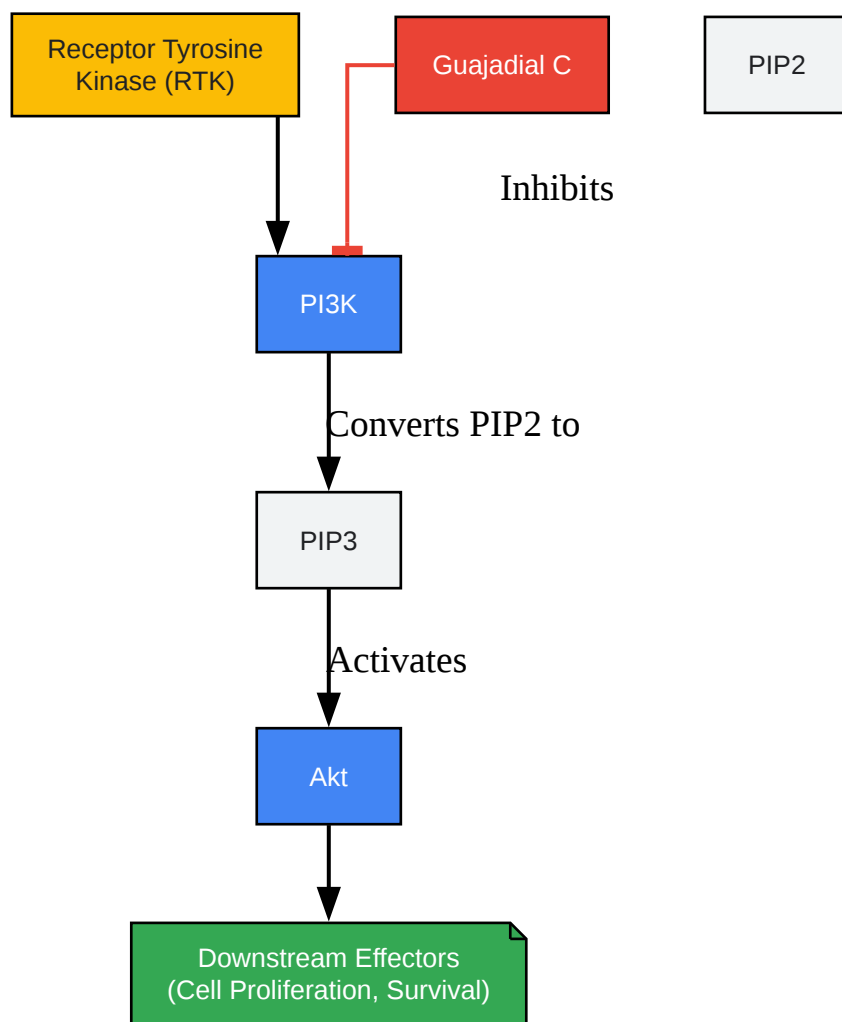 Receptor Tyrosine
Kinase (RTK)
Guajadial C
PIP2
Inhibits
PI3K
Converts PIP2 to
PIP3
Activates
Akt
Downstream Effectors
(Cell Proliferation, Survival)